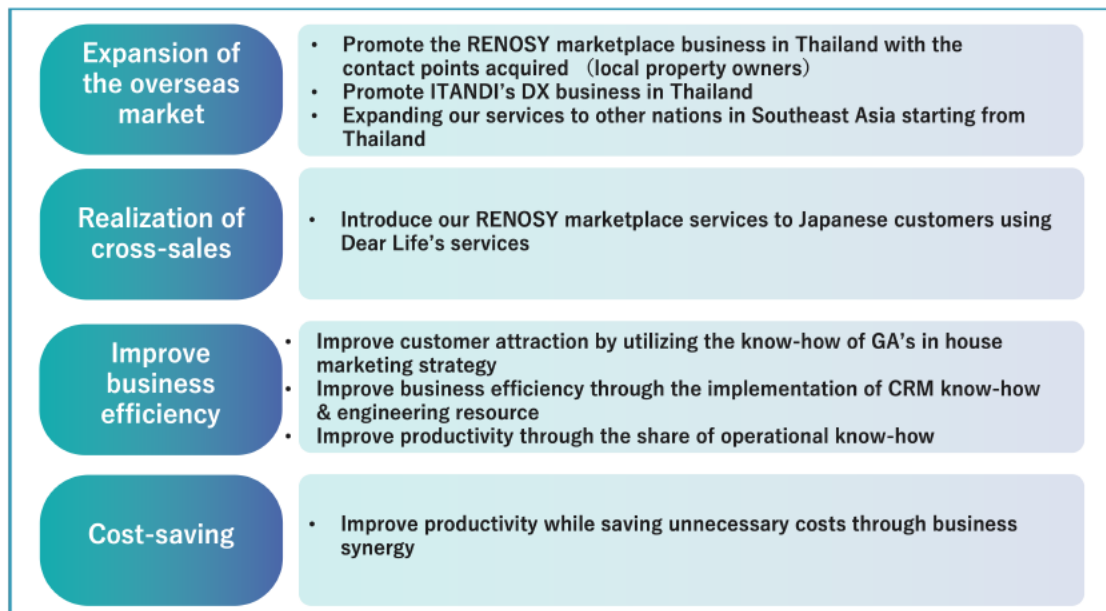 Expansion of
the overseas
market
• Promote the RENOSY marketplace business in Thailand with the
contact points acquired （local property owners）
• Promote ITANDI's DX business in Thailand
• Expanding our services to other nations in Southeast Asia starting from
Thailand
Realization of
cross-sales
• Introduce our RENOSY marketplace services to Japanese customers using
Dear Life's services
Improve
business
efficiency
• Improve customer attraction by utilizing the know-how of GA's in house
marketing strategy
• Improve business efficiency through the implementation of CRM know-how
& engineering resource
• Improve productivity through the share of operational know-how
Cost-saving
• Improve productivity while saving unnecessary costs through business
synergy